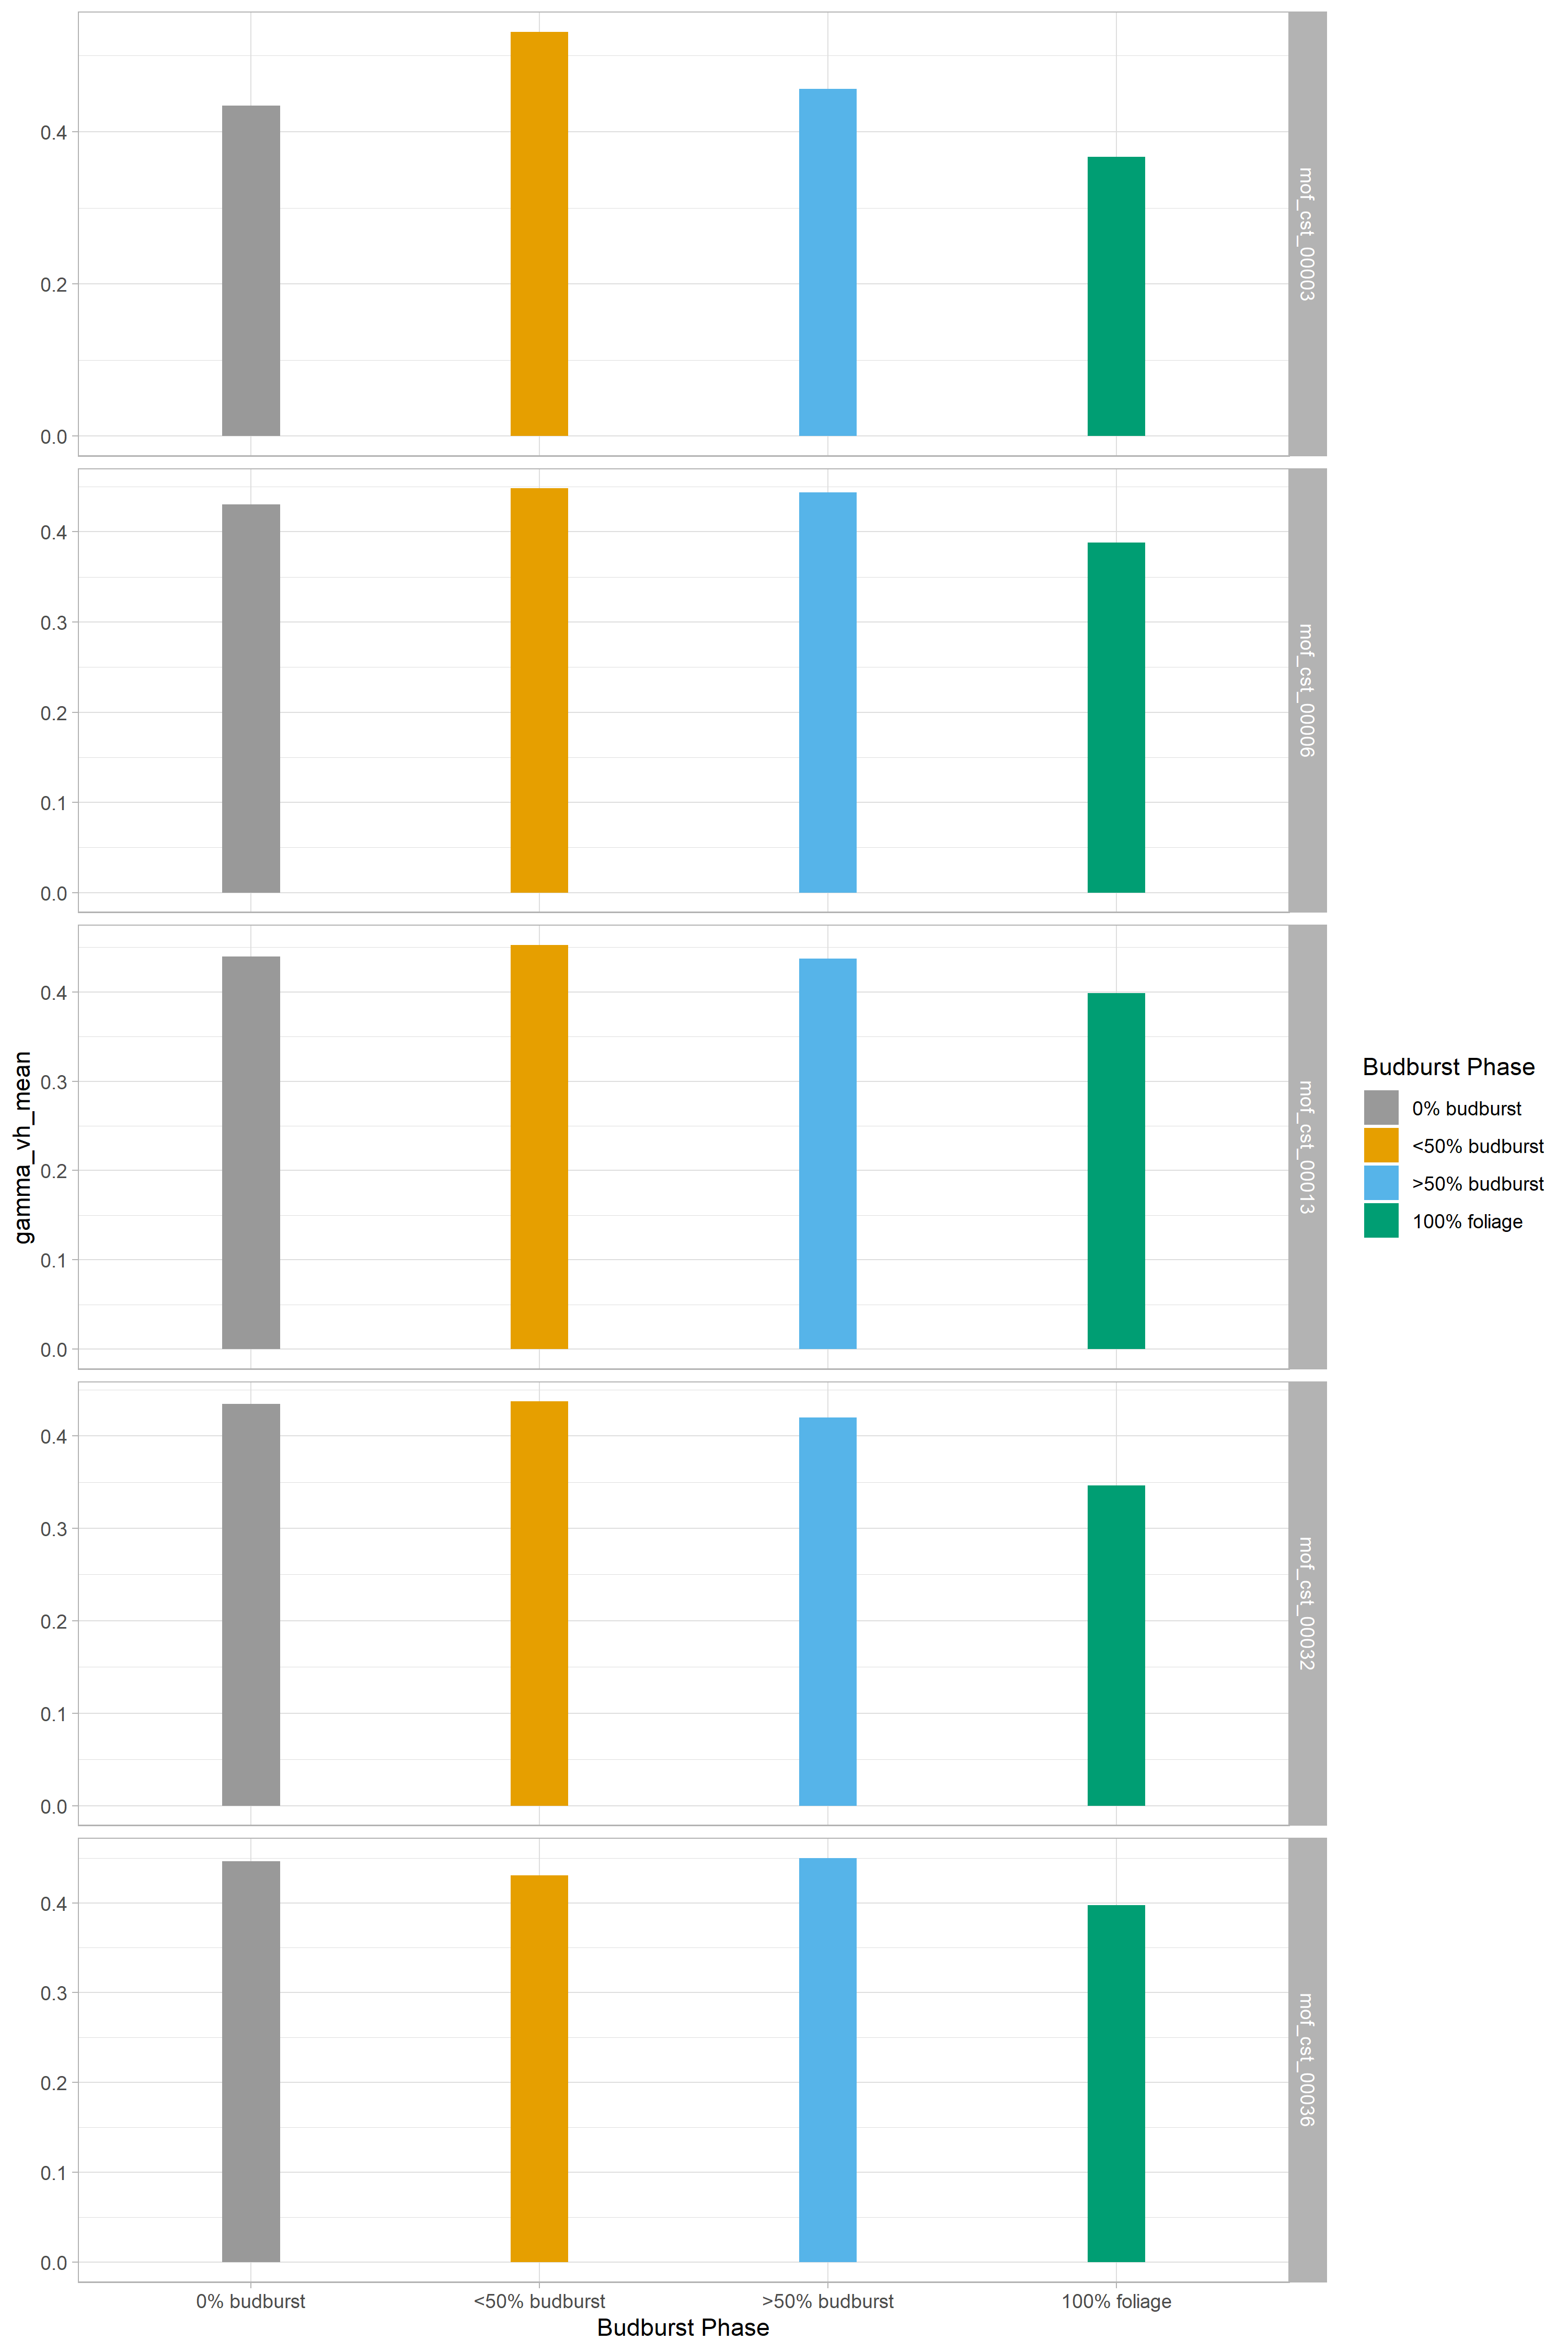 0.4
0.2
0.0
mof_cst_00003
0.4
0.3
0.2
0.1
0.0
mof_cst_00006
0.4
0.3
0.2
0.1
0.0
mof_cst_00013
0.4
0.3
0.2
0.1
0.0
mof_cst_00032
0.4
0.3
0.2
0.1
0.0
mof_cst_00036
gamma_vh_mean
0% budburst <50% budburst >50% budburst 100% foliage
Budburst Phase
Budburst Phase
0% budburst
<50% budburst
>50% budburst
100% foliage